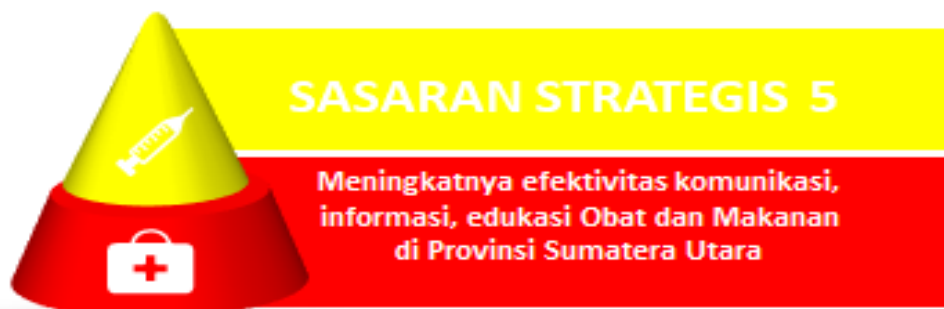 SASARAN STRATEGIS 5
Meningkatnya efektivitas komunikasi,
informasi, edukasi Obat dan Makanan
di Provinsi Sumatera Utara